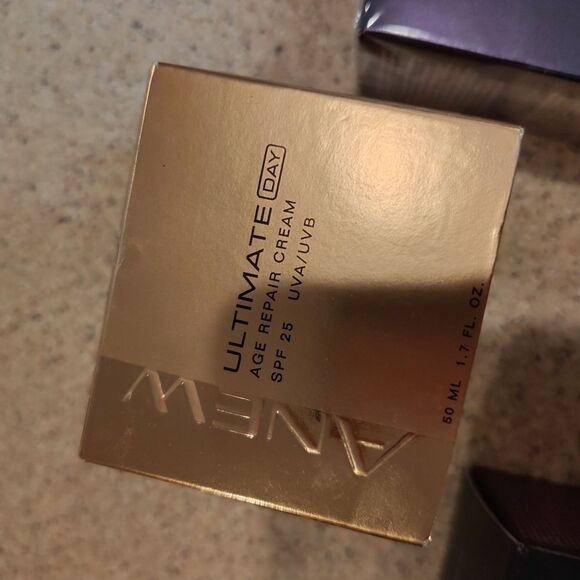 ANEW
ULTIMATE DAY
AGE REPAIR CREAM
SPF 25 UVA/UVB
50 ML 1.7 FL. OZ.